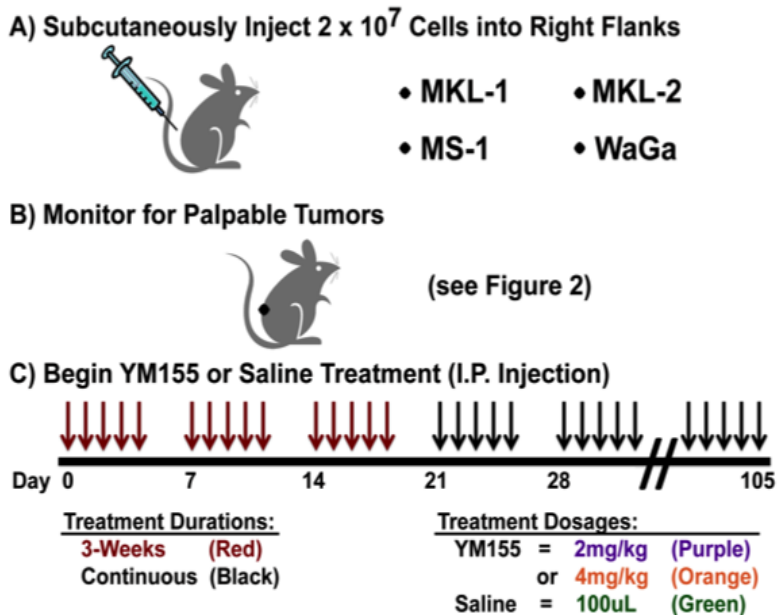 A) Subcutaneously Inject 2 x 10⁷ Cells into Right Flanks
• MKL-1 • MKL-2
• MS-1 • WaGa
B) Monitor for Palpable Tumors
(see Figure 2)
C) Begin YM155 or Saline Treatment (I.P. Injection)
Day 0 7 14 21 28 105
Treatment Durations: Treatment Dosages:
3-Weeks (Red) YM155 = 2mg/kg (Purple)
Continuous (Black) or 4mg/kg (Orange)
Saline = 100uL (Green)